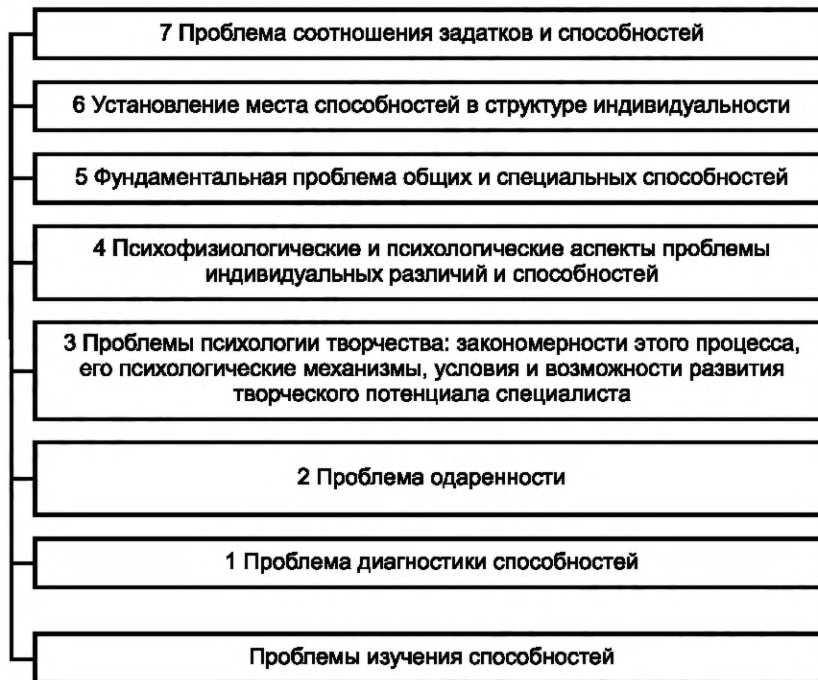 7 Проблема соотношения задатков и способностей
6 Установление места способностей в структуре индивидуальности
5 Фундаментальная проблема общих и специальных способностей
4 Психофизиологические и психологические аспекты проблемы
индивидуальных различий и способностей
3 Проблемы психологии творчества: закономерности этого процесса,
его психологические механизмы, условия и возможности развития
творческого потенциала специалиста
2 Проблема одаренности
1 Проблема диагностики способностей
Проблемы изучения способностей